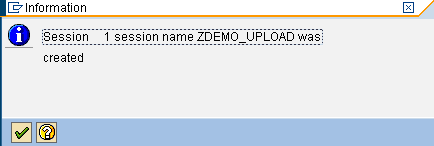 Information
Session 1 session name ZDEMO_UPLOAD was
created